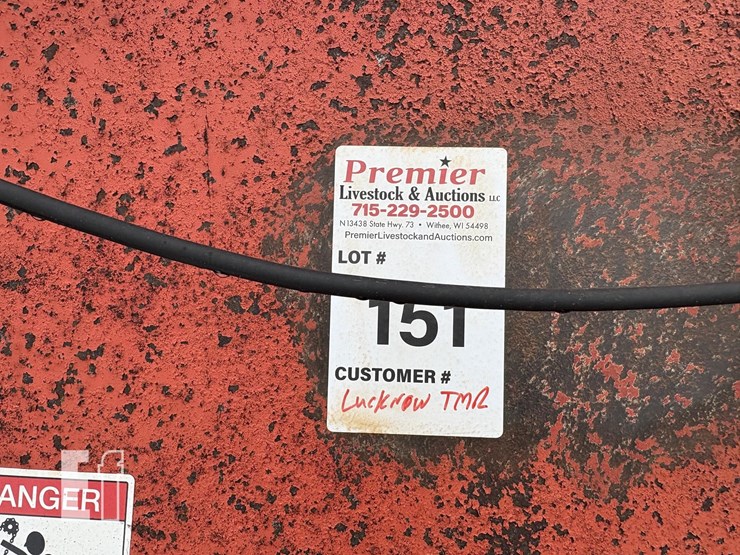 Premier
Livestock & Auctions LLC
715-229-2500
N13438 State Hwy. 73 • Withee, WI 54498
PremierLivestockandAuctions.com
LOT #
151
CUSTOMER #
Lucknow TMR
ANGER